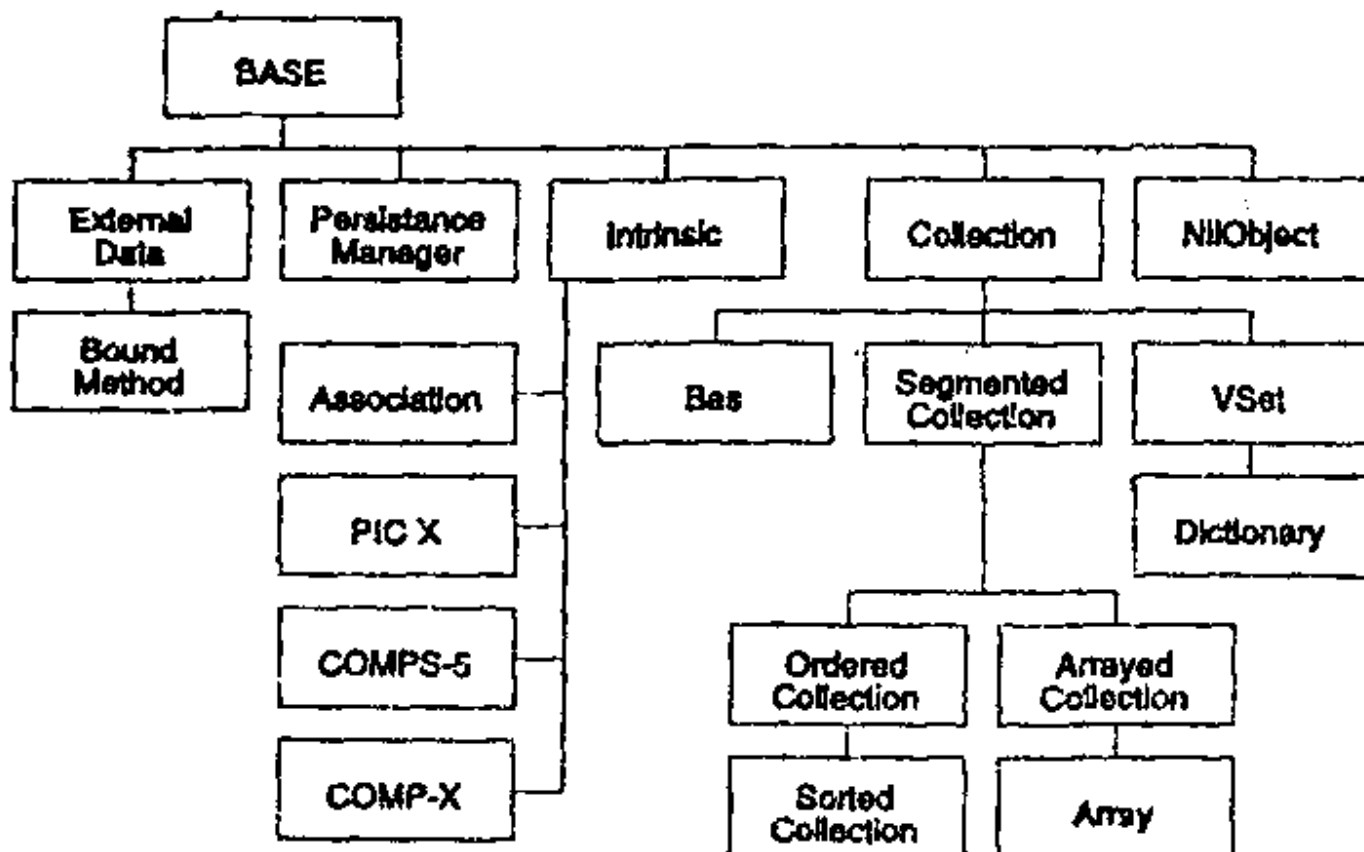 BASE
External
Data
Persistance
Manager
Intrinsic
Collection
NilObject
Bound
Method
Association
Bas
Segmented
Collection
VSet
PIC X
Dictionary
COMPS-5
Ordered
Collection
Arrayed
Collection
COMP-X
Sorted
Collection
Array